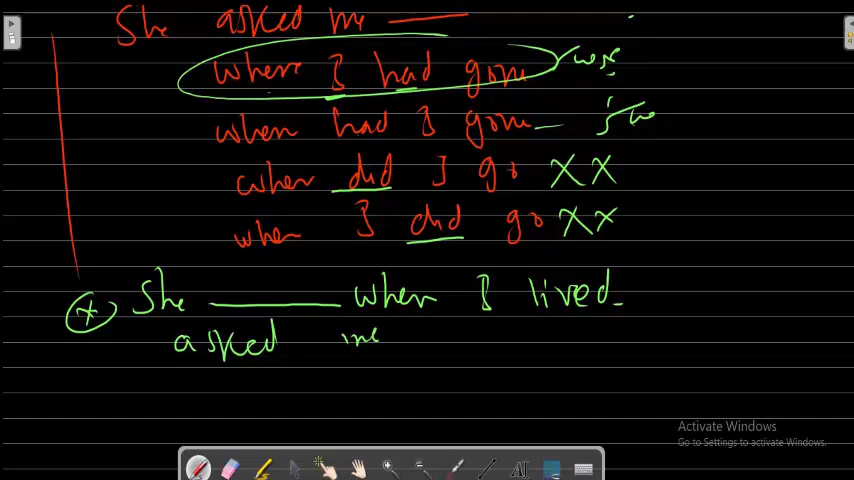 She asked me
where I had gone
when had I gone
when did I go XX
when I did go XX
She ______ when I lived.
asked me
Activate Windows
Go to Settings to activate Windows.